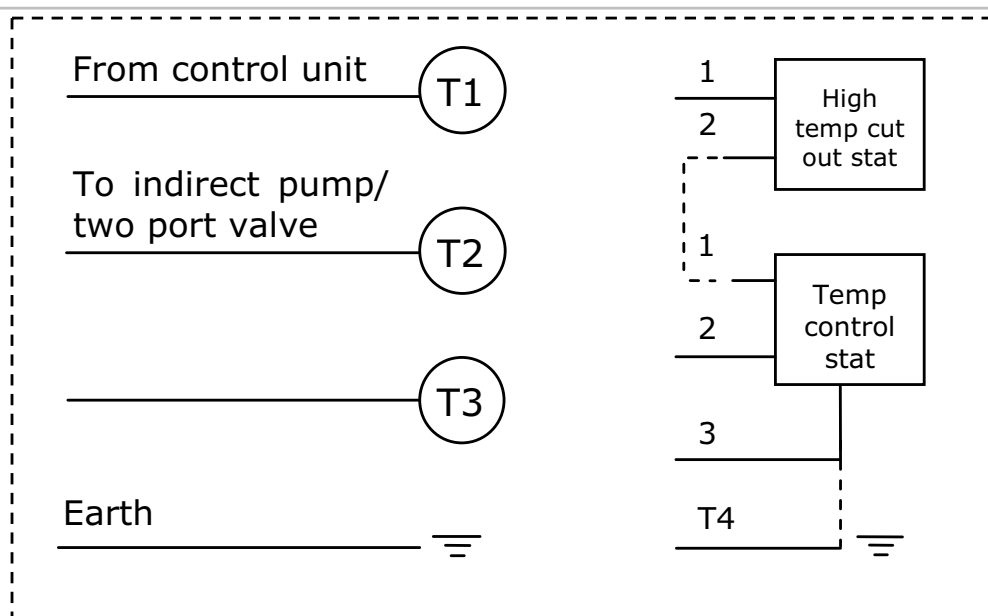 From control unit
T1
To indirect pump/
two port valve
T2
T3
Earth
1
2
High
temp cut
out stat
1
2
Temp
control
stat
3
T4